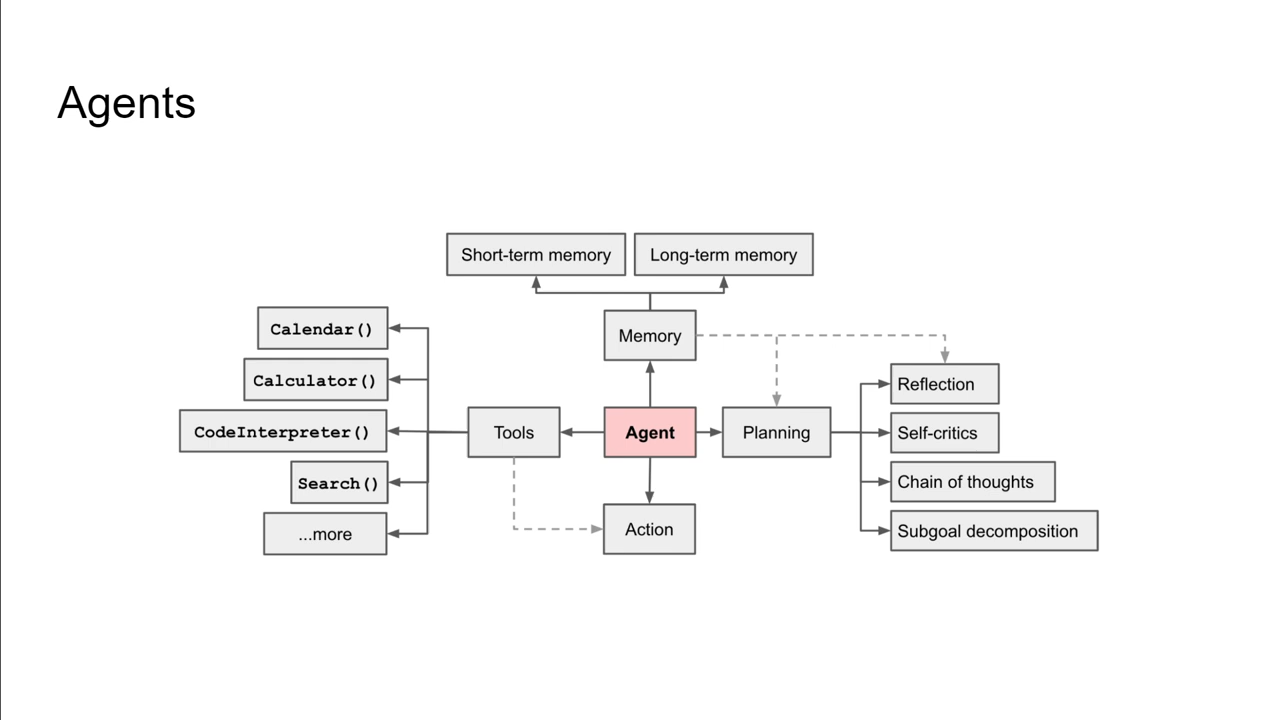 Agents
Short-term memory
Long-term memory
Calendar()
Memory
Calculator()
Reflection
CodeInterpreter()
Tools
Agent
Planning
Self-critics
Search()
Chain of thoughts
...more
Action
Subgoal decomposition